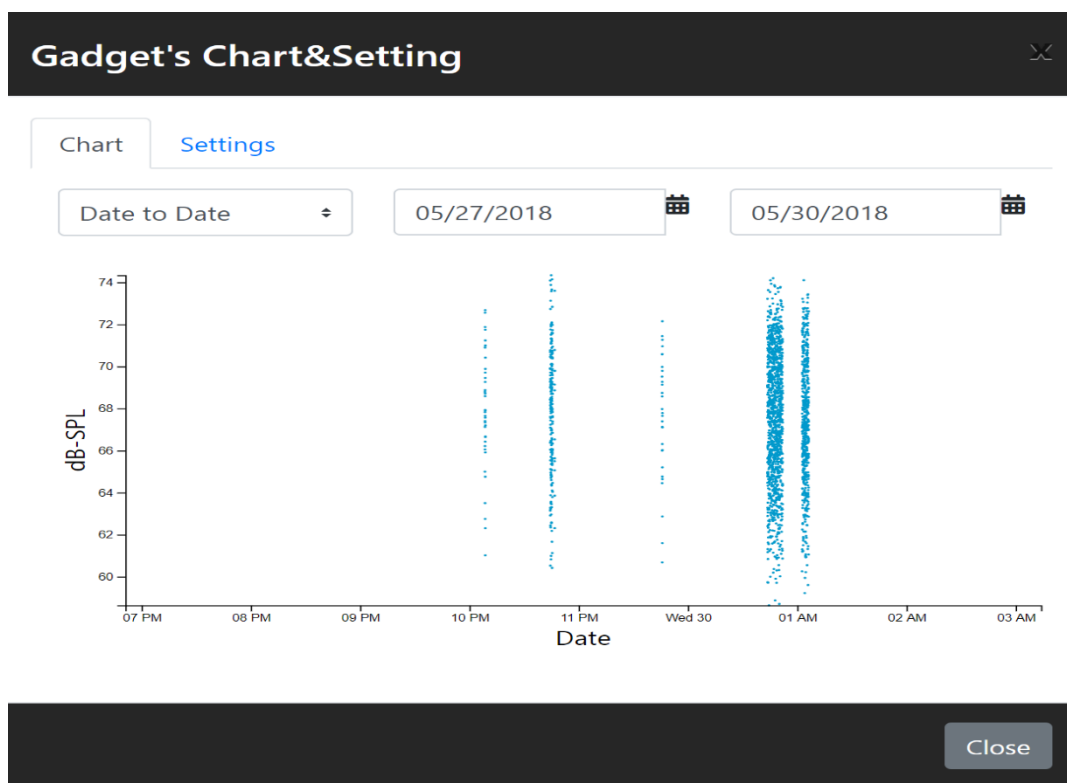 Gadget's Chart&Setting
x
Chart Settings
Date to Date 05/27/2018 05/30/2018
74
72
70
68
66
64
62
60
dB-SPL
07 PM 08 PM 09 PM 10 PM 11 PM Wed 30 01 AM 02 AM 03 AM
Date
Close